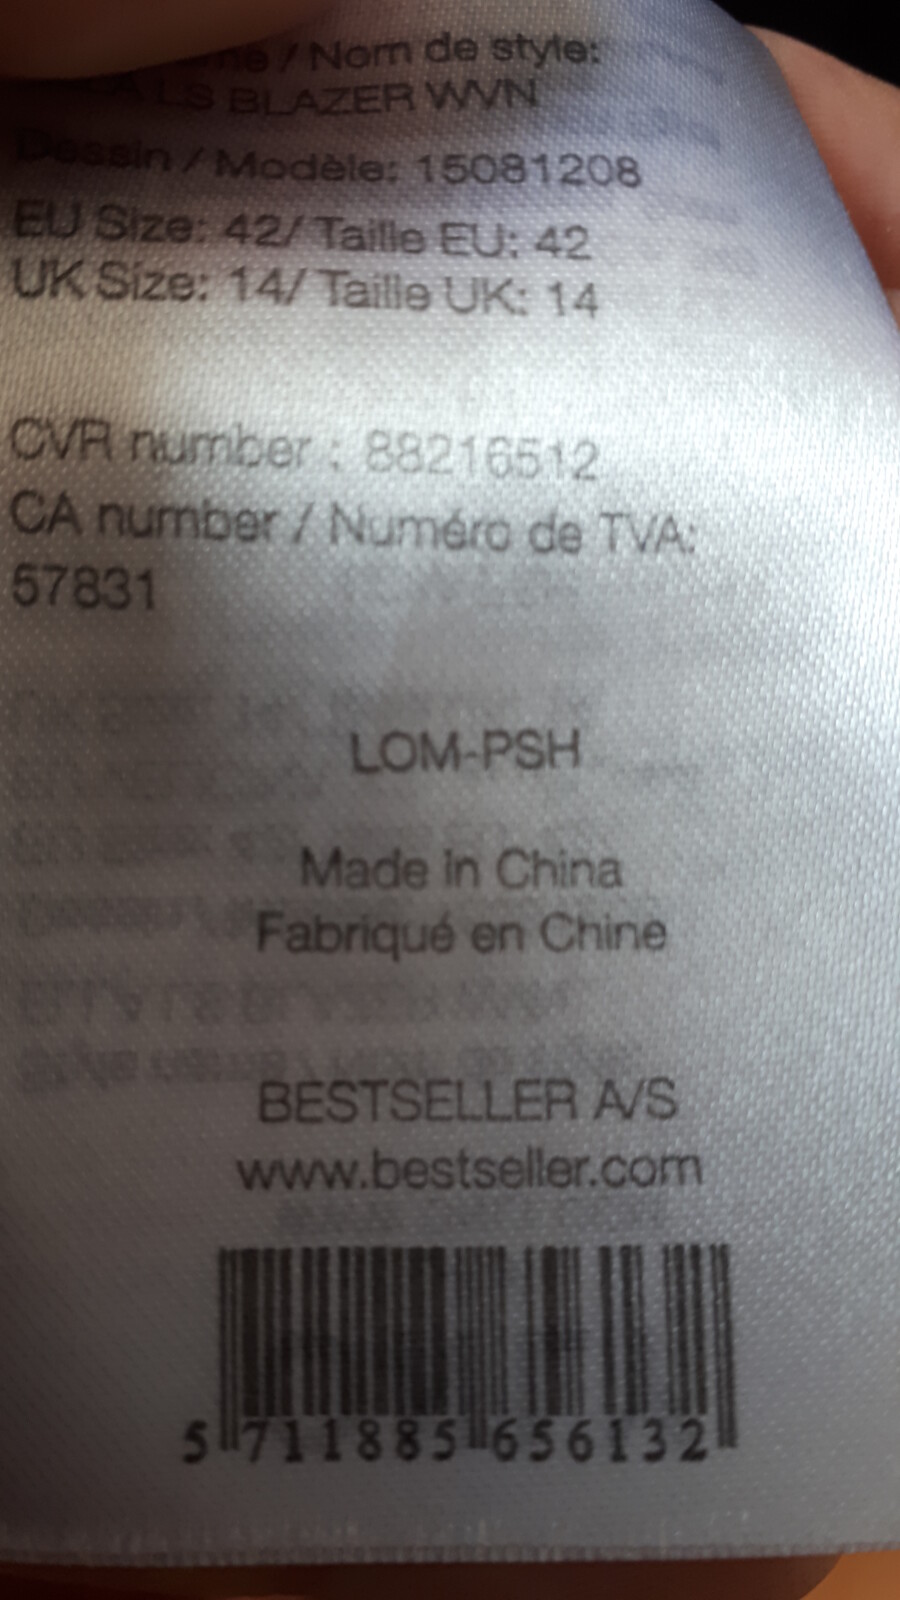 / Nom de style:
LS BLAZER WVN
Dessin / Modèle: 15081208
EU Size: 42/ Taille EU: 42
UK Size: 14/ Taille UK: 14
CVR number : 88216512
CA number / Numéro de TVA:
57831
LOM-PSH
Made in China
Fabriqué en Chine
BESTSELLER A/S
www.bestseller.com
5 711885 656132